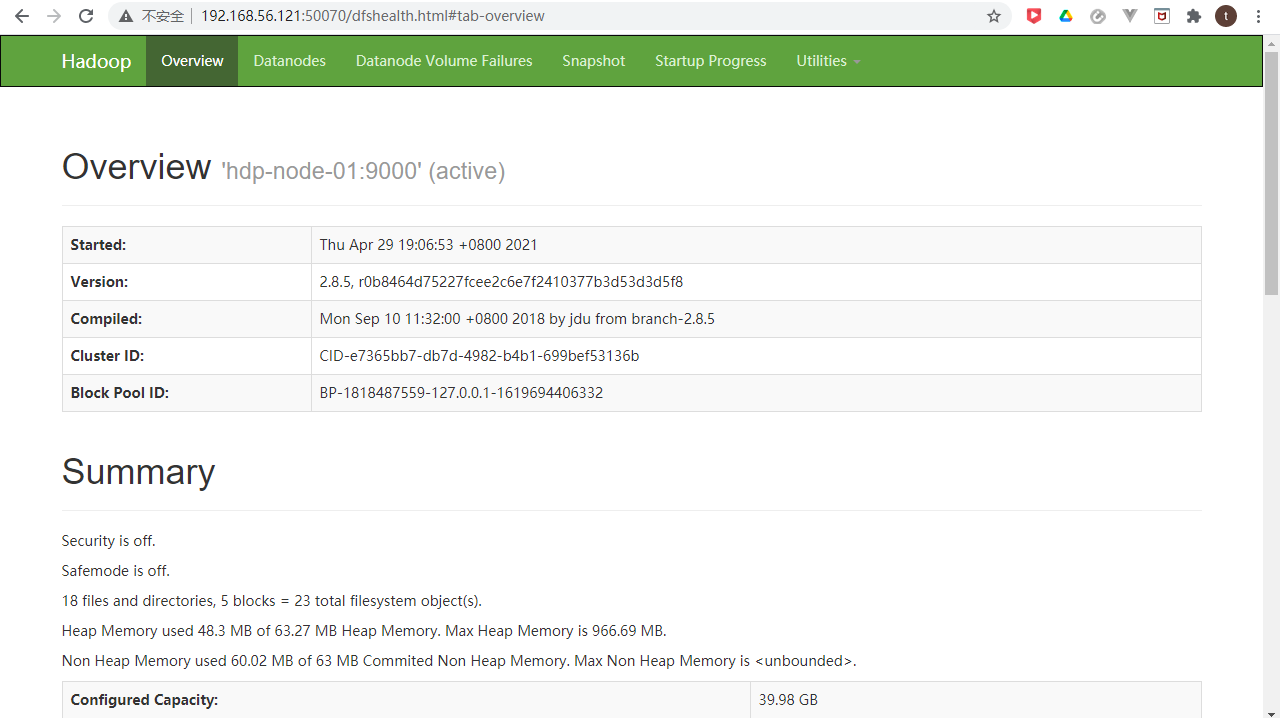 不安全 192.168.56.121:50070/dfshealth.html#tab-overview t
Hadoop Overview Datanodes Datanode Volume Failures Snapshot Startup Progress Utilities
Overview 'hdp-node-01:9000' (active)
Started: Thu Apr 29 19:06:53 +0800 2021
Version: 2.8.5, r0b8464d75227fcee2c6e7f2410377b3d53d3d5f8
Compiled: Mon Sep 10 11:32:00 +0800 2018 by jdu from branch-2.8.5
Cluster ID: CID-e7365bb7-db7d-4982-b4b1-699bef53136b
Block Pool ID: BP-1818487559-127.0.0.1-1619694406332
Summary
Security is off.
Safemode is off.
18 files and directories, 5 blocks = 23 total filesystem object(s).
Heap Memory used 48.3 MB of 63.27 MB Heap Memory. Max Heap Memory is 966.69 MB.
Non Heap Memory used 60.02 MB of 63 MB Commited Non Heap Memory. Max Non Heap Memory is <unbounded>.
Configured Capacity: 39.98 GB